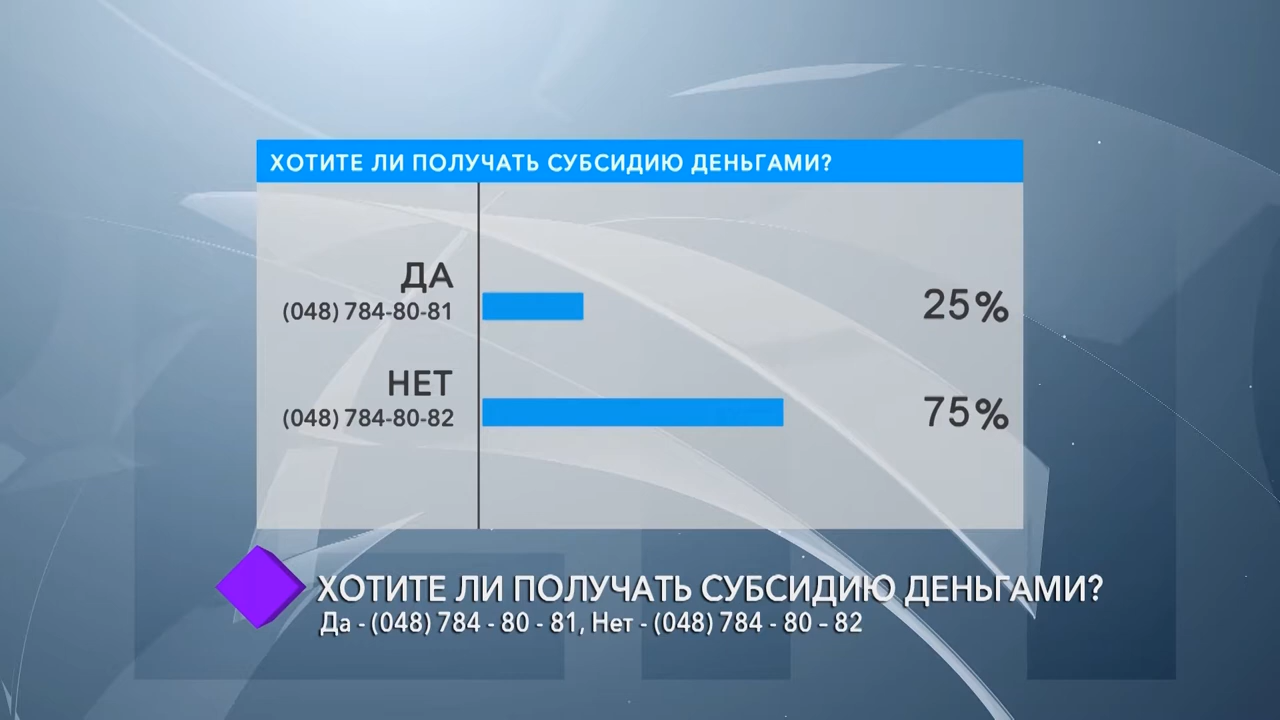 ХОТИТЕ ЛИ ПОЛУЧАТЬ СУБСИДИЮ ДЕНЬГАМИ?
ДА
(048) 784-80-81
25%
НЕТ
(048) 784-80-82
75%
ХОТИТЕ ЛИ ПОЛУЧАТЬ СУБСИДИЮ ДЕНЬГАМИ?
Да - (048) 784 - 80 - 81, Нет - (048) 784 - 80 - 82